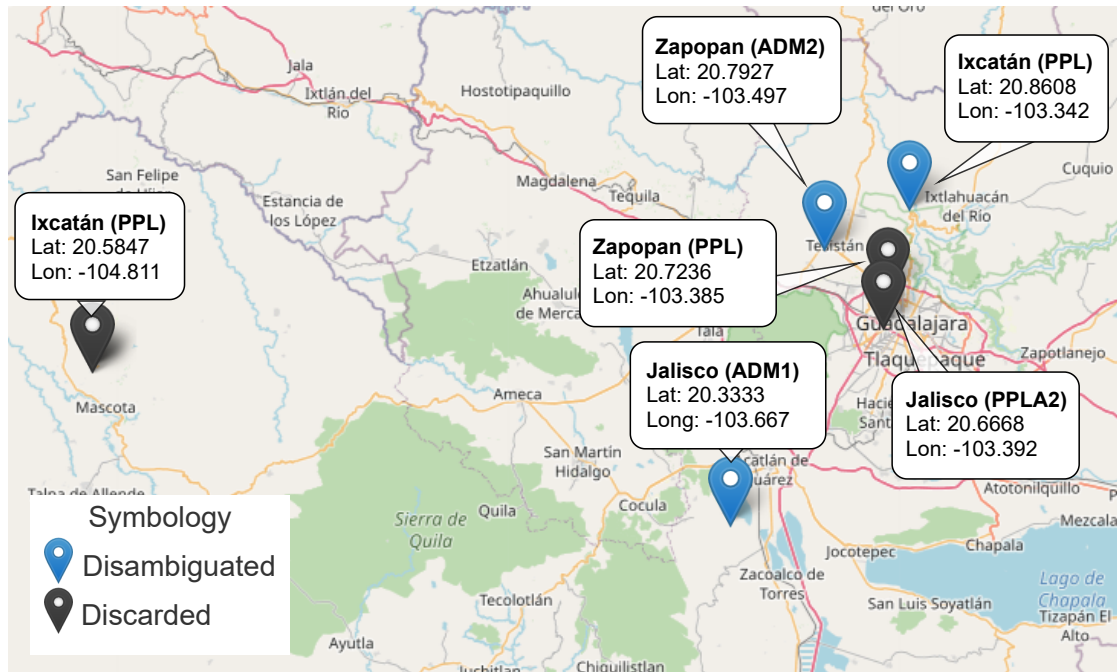 del Oro
Jala
Ixtlán del
Río
Hostotipaquillo
Zapopan (ADM2)
Lat: 20.7927
Lon: -103.497
Ixcatán (PPL)
Lat: 20.8608
Lon: -103.342
San Felipe
Magdalena
Tequila
Cuquio
Ixtlahuacán
del Río
Estancia de
los López
Ixcatán (PPL)
Lat: 20.5847
Lon: -104.811
Zapopan (PPL)
Lat: 20.7236
Lon: -103.385
Etzatlán
Guadalajara
Tlaquepaque
Zapotlanejo
Tala
Jalisco (ADM1)
Lat: 20.3333
Long: -103.667
Jalisco (PPLA2)
Lat: 20.6668
Lon: -103.392
Ameca
Mascota
San Martín
Hidalgo
Talpa de Allende
Cocula
Quila
Sierra de
Quila
Atotonilquillo
Mezcala
Jocotepec
Chapala
Zacoalco de
Torres
San Luis Soyatlán
Lago de
Chapala
Tizapán El
Alto
Tecolotlán
Ayutla
Juchitlan
Chiquilistlan
Symbology
Disambiguated
Discarded